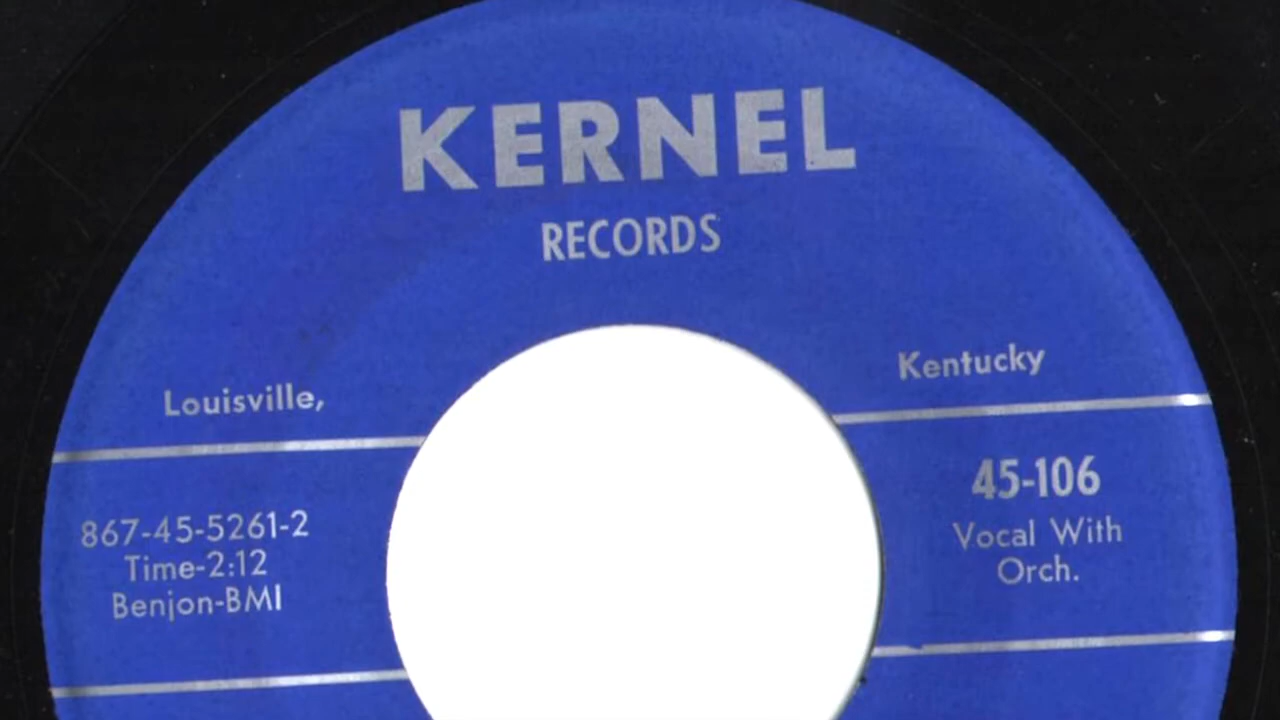 KERNEL
RECORDS
Louisville,
Kentucky
867-45-5261-2
Time-2:12
Benjon-BMI
45-106
Vocal With
Orch.